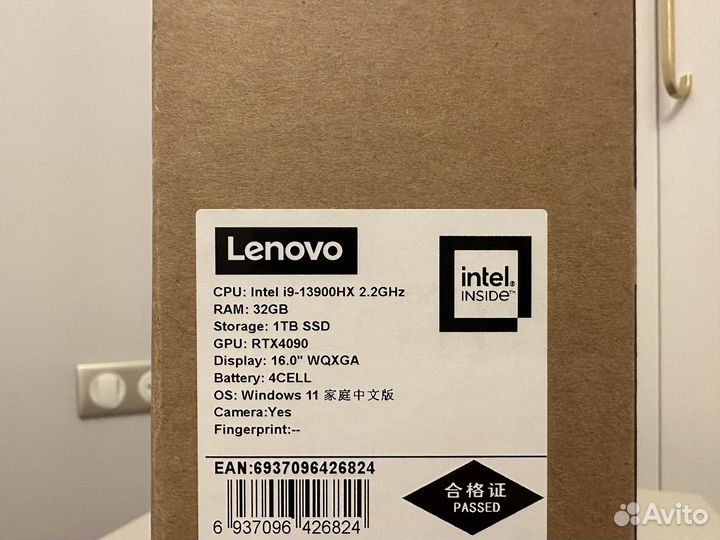 Lenovo
intel.
INSIDE™
CPU: Intel i9-13900HX 2.2GHz
RAM: 32GB
Storage: 1TB SSD
GPU: RTX4090
Display: 16.0" WQXGA
Battery: 4CELL
OS: Windows 11 家庭中文版
Camera:Yes
Fingerprint:--
EAN:6937096426824
6 937096 426824
合格证
PASSED
Avito